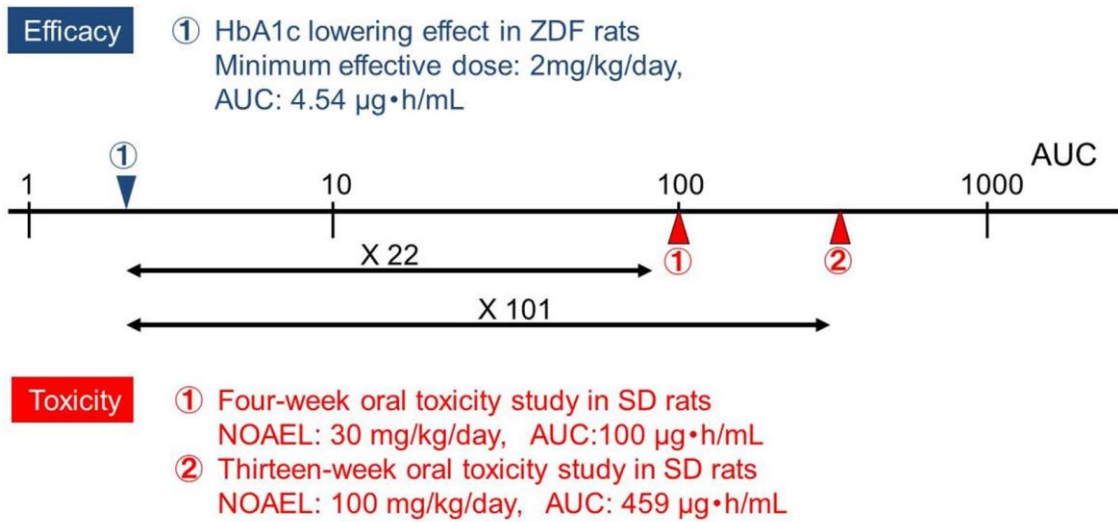 Efficacy
① HbA1c lowering effect in ZDF rats
Minimum effective dose: 2mg/kg/day,
AUC: 4.54 µg•h/mL
①
AUC
1 10 100 1000
X 22
① ②
X 101
Toxicity
① Four-week oral toxicity study in SD rats
NOAEL: 30 mg/kg/day, AUC:100 µg•h/mL
② Thirteen-week oral toxicity study in SD rats
NOAEL: 100 mg/kg/day, AUC: 459 µg•h/mL